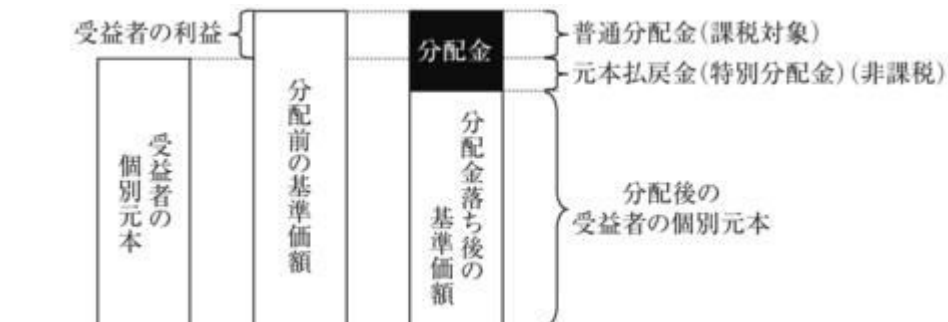 受益者の利益
分配金
普通分配金(課税対象)
元本払戻金(特別分配金)(非課税)
受益者の
個別元本
分配前の基準価額
分配金落ち後の
基準価額
分配後の
受益者の個別元本